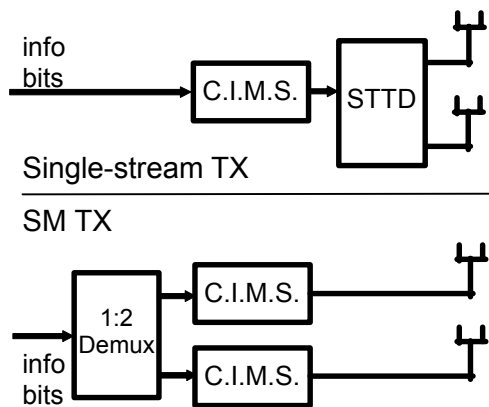 info
bits
C.I.M.S.
STTD
Single-stream TX
SM TX
1:2
Demux
C.I.M.S.
C.I.M.S.
info
bits